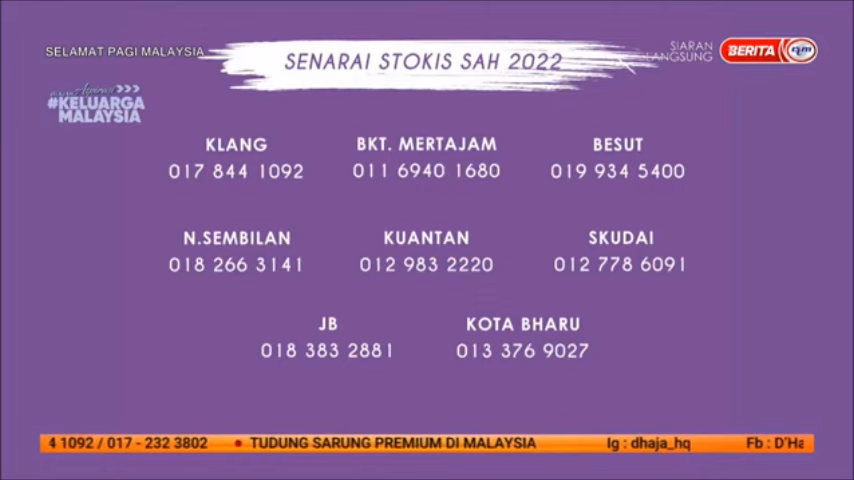 SELAMAT PAGI MALAYSIA
SENARAI STOKIS SAH 2022
SIARAN
LANGSUNG
BERITA rtm
Aspirasi
#KELUARGA
MALAYSIA
KLANG
017 844 1092
BKT. MERTAJAM
011 6940 1680
BESUT
019 934 5400
N.SEMBILAN
018 266 3141
KUANTAN
012 983 2220
SKUDAI
012 778 6091
JB
018 383 2881
KOTA BHARU
013 376 9027
4 1092 / 017 - 232 3802 • TUDUNG SARUNG PREMIUM DI MALAYSIA Ig : dhaja_hq Fb : D'Ha